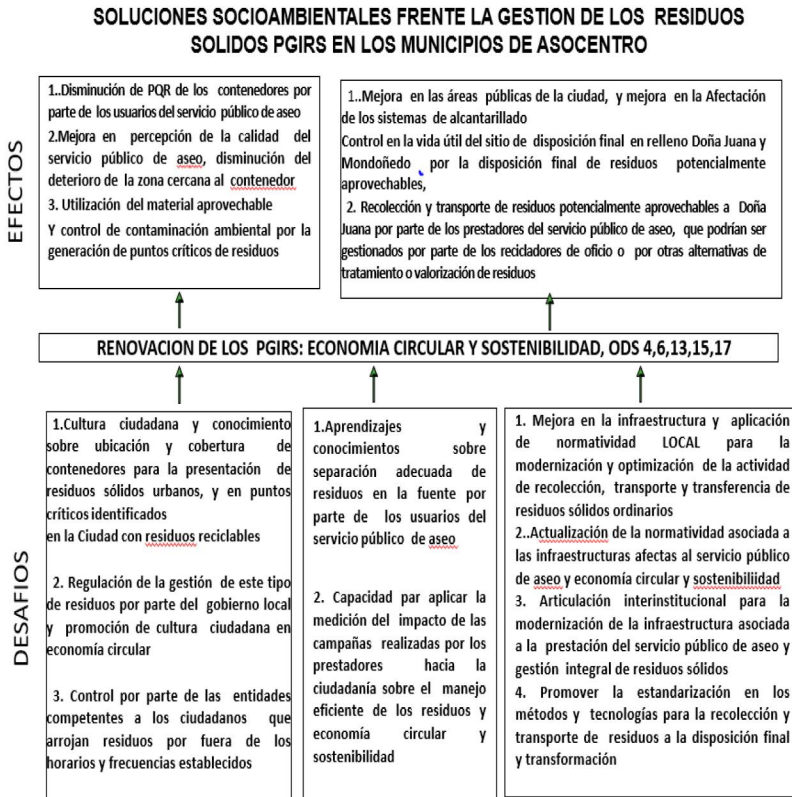 SOLUCIONES SOCIOAMBIENTALES FRENTE LA GESTION DE LOS RESIDUOS
SOLIDOS PGIRS EN LOS MUNICIPIOS DE ASOCENTRO
EFECTOS
1..Disminución de PQR de los contenedores por
parte de los usuarios del servicio público de aseo
2.Mejora en percepción de la calidad del
servicio público de aseo, disminución del
deterioro de la zona cercana al contenedor
3. Utilización del material aprovechable
Y control de contaminación ambiental por la
generación de puntos críticos de residuos
1..Mejora en las áreas públicas de la ciudad, y mejora en la Afectación
de los sistemas de alcantarillado
Control en la vida útil del sitio de disposición final en relleno Doña Juana y
Mondoñedo por la disposición final de residuos potencialmente
aprovechables,
2. Recolección y transporte de residuos potencialmente aprovechables a Doña
Juana por parte de los prestadores del servicio público de aseo, que podrían ser
gestionados por parte de los recicladores de oficio o por otras alternativas de
tratamiento o valorización de residuos
RENOVACION DE LOS PGIRS: ECONOMIA CIRCULAR Y SOSTENIBILIDAD, ODS 4,6,13,15,17
DESAFIOS
1.Cultura ciudadana y conocimiento
sobre ubicación y cobertura de
contenedores para la presentación de
residuos sólidos urbanos, y en puntos
críticos identificados
en la Ciudad con residuos reciclables
2. Regulación de la gestión de este tipo
de residuos por parte del gobierno local
y promoción de cultura ciudadana en
economía circular
3. Control por parte de las entidades
competentes a los ciudadanos que
arrojan residuos por fuera de los
horarios y frecuencias establecidos
1.Aprendizajes y
conocimientos sobre
separación adecuada de
residuos en la fuente por
parte de los usuarios del
servicio público de aseo
2. Capacidad par aplicar la
medición del impacto de las
campañas realizadas por los
prestadores hacia la
ciudadanía sobre el manejo
eficiente de los residuos y
economía circular y
sostenibilidad
1. Mejora en la infraestructura y aplicación
de normatividad LOCAL para la
modernización y optimización de la actividad
de recolección, transporte y transferencia de
residuos sólidos ordinarios
2..Actualización de la normatividad asociada a
las infraestructuras afectas al servicio público
de aseo y economía circular y sostenibiliidad
3. Articulación interinstitucional para la
modernización de la infraestructura asociada
a la prestación del servicio público de aseo y
gestión integral de residuos sólidos
4. Promover la estandarización en los
métodos y tecnologías para la recolección y
transporte de residuos a la disposición final
y transformación